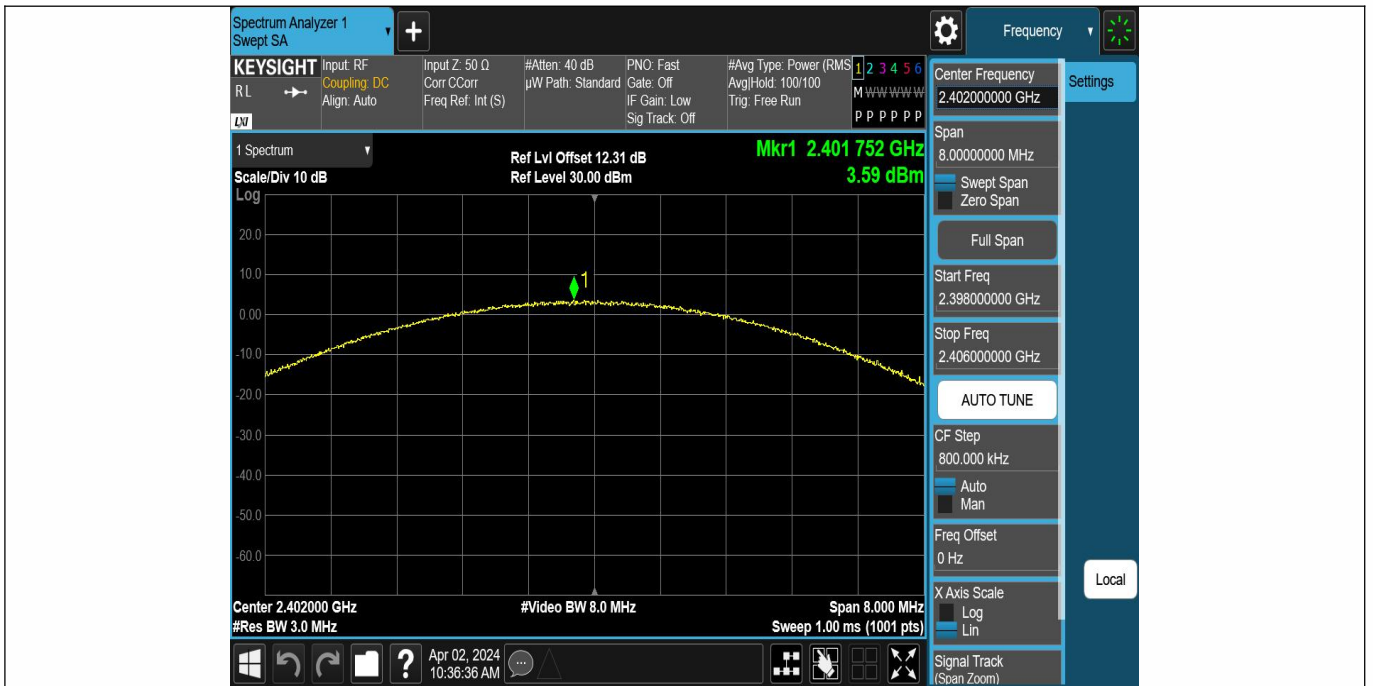 Spectrum Analyzer 1
Swept SA
+
Frequency
KEYSIGHT
RL
LXI
Input: RF
Coupling: DC
Align: Auto
Input Z: 50 Ω
Corr CCorr
Freq Ref: Int (S)
#Atten: 40 dB
µW Path: Standard
PNO: Fast
Gate: Off
IF Gain: Low
Sig Track: Off
#Avg Type: Power (RMS
Avg|Hold: 100/100
Trig: Free Run
1 2 3 4 5 6
M W W W W W
P P P P P P
1 Spectrum
Scale/Div 10 dB
Log
Ref Lvl Offset 12.31 dB
Ref Level 30.00 dBm
Mkr1 2.401 752 GHz
3.59 dBm
20.0
10.0
0.00
-10.0
-20.0
-30.0
-40.0
-50.0
-60.0
1
Center 2.402000 GHz
#Res BW 3.0 MHz
#Video BW 8.0 MHz
Span 8.000 MHz
Sweep 1.00 ms (1001 pts)
Center Frequency
2.402000000 GHz
Settings
Span
8.00000000 MHz
Swept Span
Zero Span
Full Span
Start Freq
2.398000000 GHz
Stop Freq
2.406000000 GHz
AUTO TUNE
CF Step
800.000 kHz
Auto
Man
Freq Offset
0 Hz
Local
X Axis Scale
Log
Lin
Signal Track
(Span Zoom)
?
Apr 02, 2024
10:36:36 AM